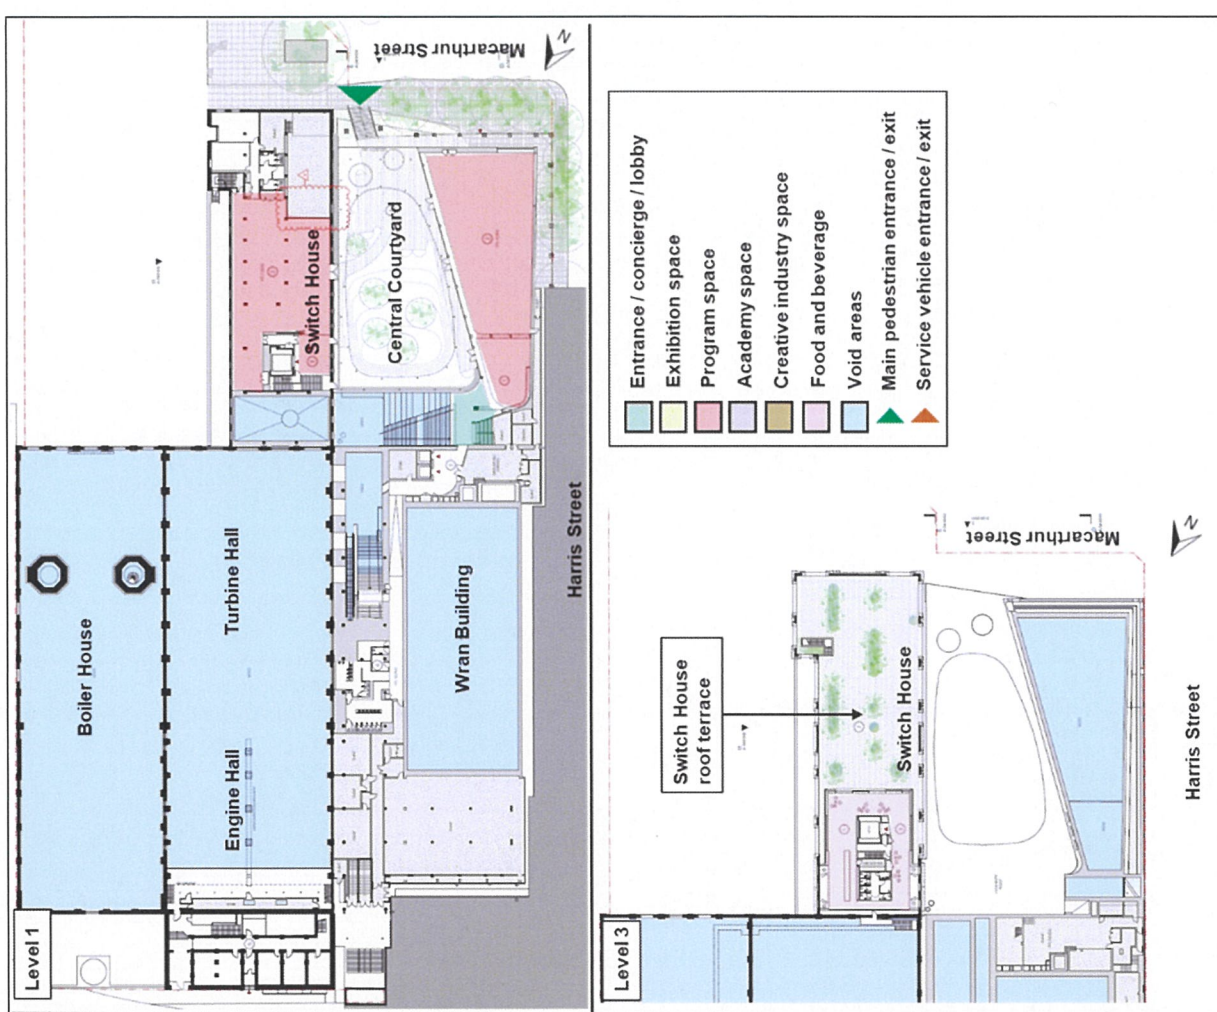 Level 1
Boiler House
Engine Hall
Turbine Hall
Wran Building
Switch House
Central Courtyard
Macarthur Street
N
Harris Street
Level 3
Switch House
roof terrace
Switch House
Macarthur Street
N
Harris Street
Entrance / concierge / lobby
Exhibition space
Program space
Academy space
Creative industry space
Food and beverage
Void areas
Main pedestrian entrance / exit
Service vehicle entrance / exit